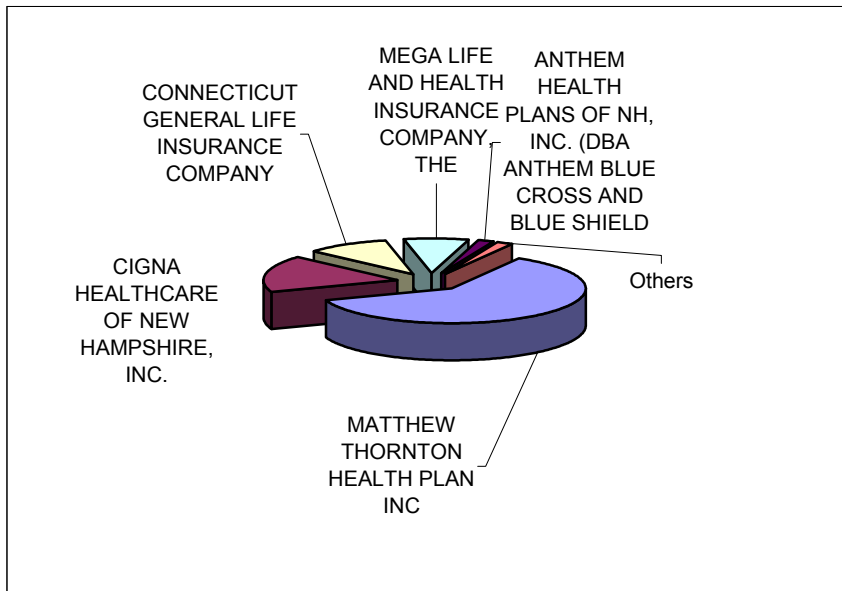 MEGA LIFE
AND HEALTH
INSURANCE
COMPANY,
THE
ANTHEM
HEALTH
PLANS OF NH,
INC. (DBA
ANTHEM BLUE
CROSS AND
BLUE SHIELD
CONNECTICUT
GENERAL LIFE
INSURANCE
COMPANY
CIGNA
HEALTHCARE
OF NEW
HAMPSHIRE,
INC.
Others
MATTHEW
THORNTON
HEALTH PLAN
INC